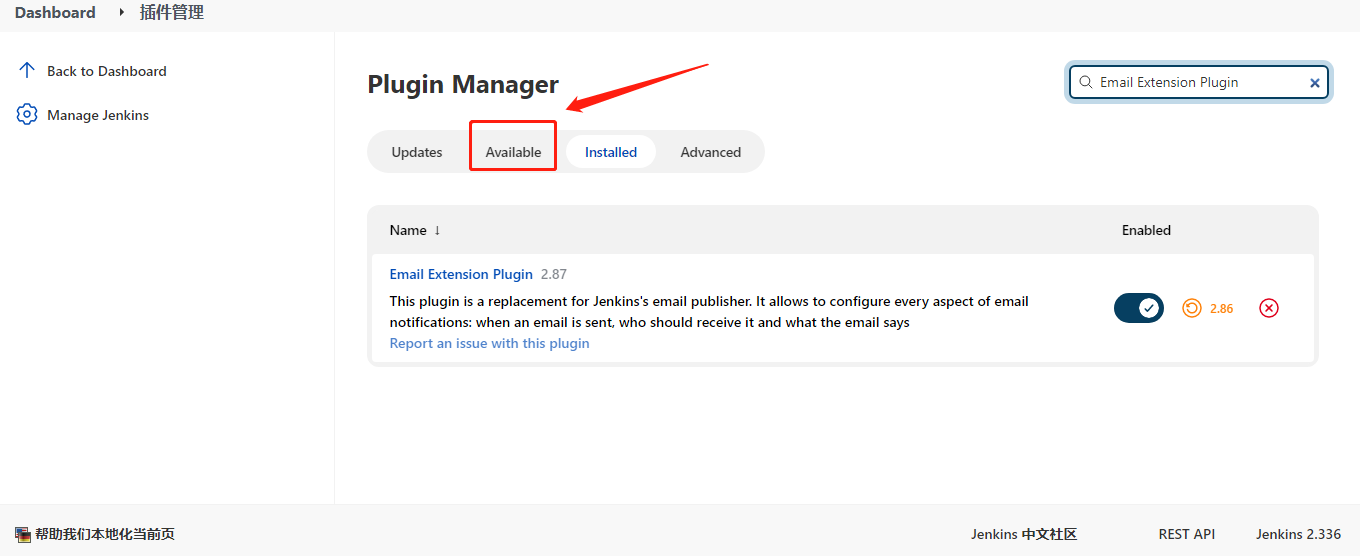 Dashboard 插件管理
Back to Dashboard
Manage Jenkins
Plugin Manager
Email Extension Plugin
Updates Available Installed Advanced
Name ↓ Enabled
Email Extension Plugin 2.87
This plugin is a replacement for Jenkins's email publisher. It allows to configure every aspect of email
notifications: when an email is sent, who should receive it and what the email says
2.86
Report an issue with this plugin
帮助我们本地化当前页 Jenkins 中文社区 REST API Jenkins 2.336